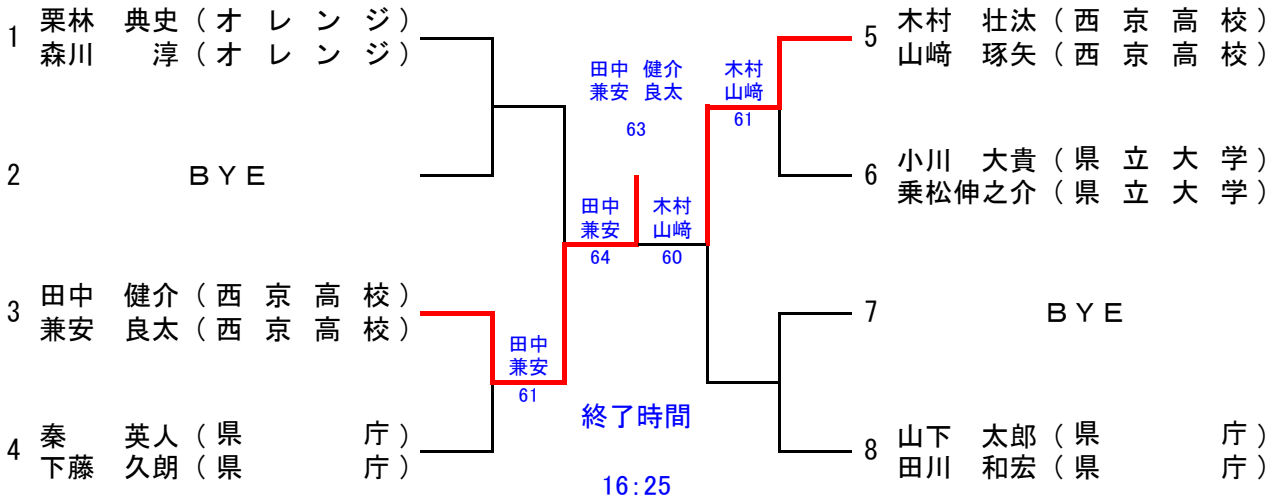 1 栗林 典史 (オレンジ)
森川 淳 (オレンジ)
2 BYE
3 田中 健介 (西京高校)
兼安 良太 (西京高校)
4 秦 英人 (県庁)
下藤 久朗 (県庁)
田中
兼安
61
田中
兼安
64
田中 健介
兼安 良太
63
木村
山﨑
60
木村
山﨑
61
終了時間
16:25
5 木村 壮汰 (西京高校)
山﨑 琢矢 (西京高校)
6 小川 大貴 (県立大学)
乗松伸之介 (県立大学)
7 BYE
8 山下 太郎 (県庁)
田川 和宏 (県庁)